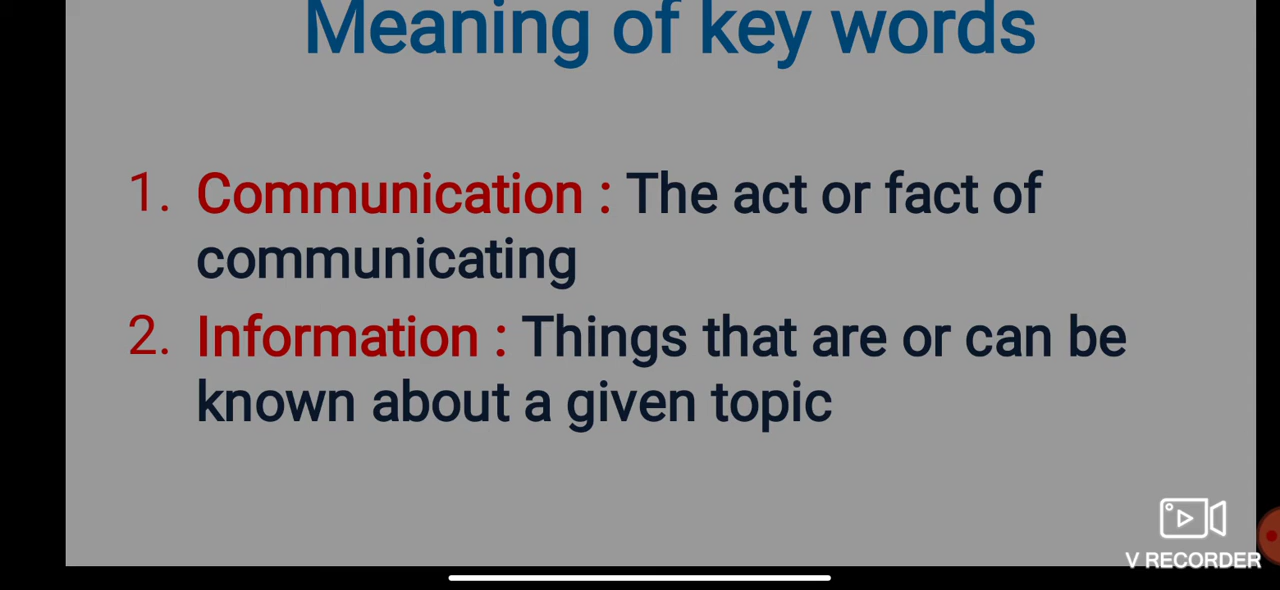 Meaning of key words
1. Communication : The act or fact of
communicating
2. Information : Things that are or can be
known about a given topic
V RECORDER